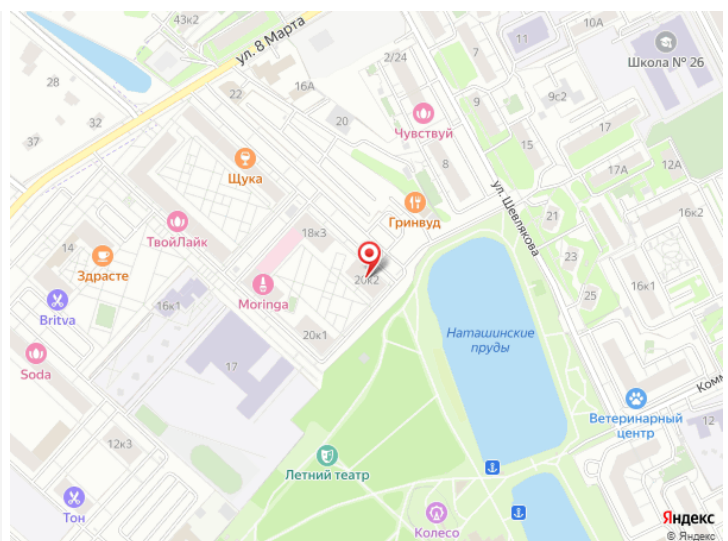 43к2
ул. 8 Марта
10А
Школа № 26
28
2/24
16А
22
32
9
9с2
20
17
37
Чувствуй
15
12А
Щука
8
17А
ул. Шевлякова
Гринвуд
16к2
21
ТвойЛайк
18к3
14
23
Здрасте
20к2
16к1
Moringa
25
16к1
Britva
20к1
Наташинские
пруды
17
Soda
Комм
Ветеринарный
центр
12
12к3
Летний театр
Тон
Колесо
Яндекс
© Яндекс